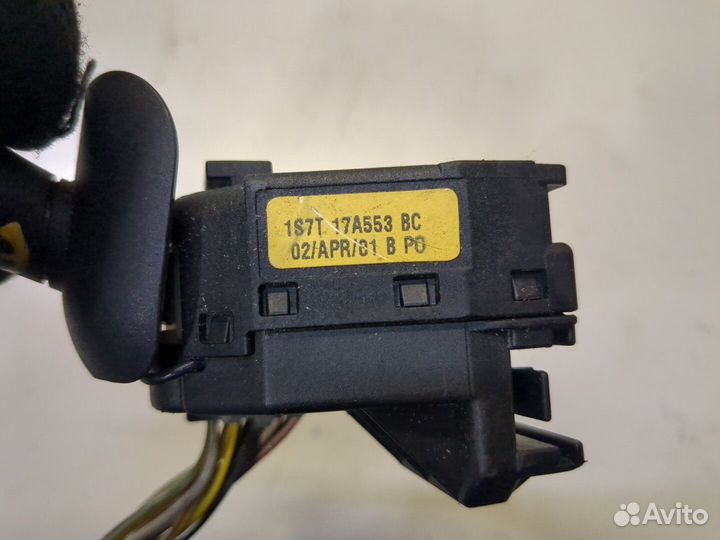 1S7T 17A553 BC
02/APR/01 B PO
Avito